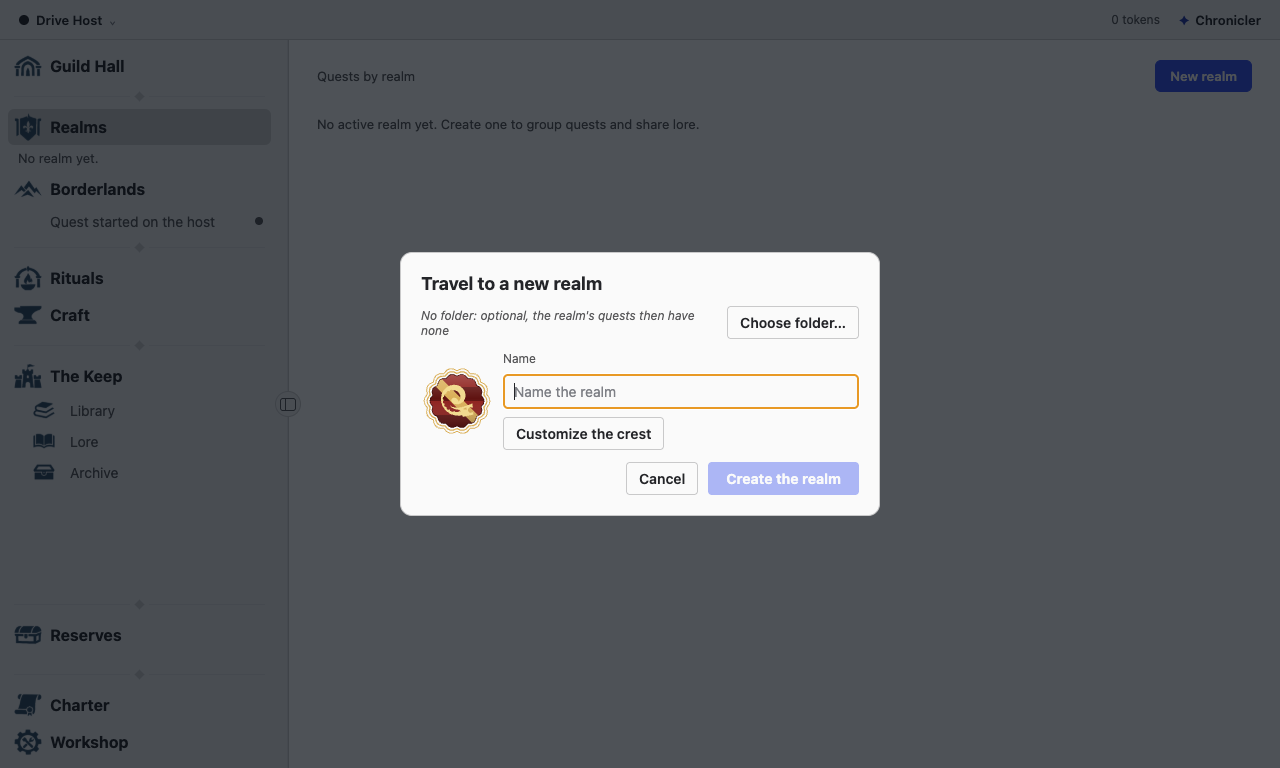 Drive Host
0 tokens
Chronicler
Guild Hall
Realms
No realm yet.
Borderlands
Quest started on the host
Rituals
Craft
The Keep
Library
Lore
Archive
Reserves
Charter
Workshop
Quests by realm
New realm
No active realm yet. Create one to group quests and share lore.
Travel to a new realm
No folder: optional, the realm's quests then have
none
Choose folder...
Name
Name the realm
Customize the crest
Cancel
Create the realm